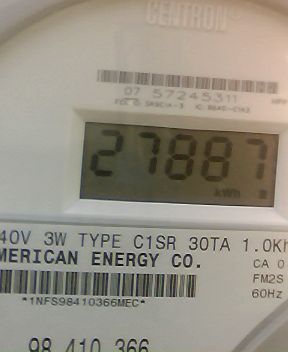 CENTRON
07 57245311
27887
kWh
40V 3W TYPE C1SR 30TA 1.0Kh
MERICAN ENERGY CO.
CA 0
FM2S
60Hz
*1NFS98410366MEC*
98 410 366